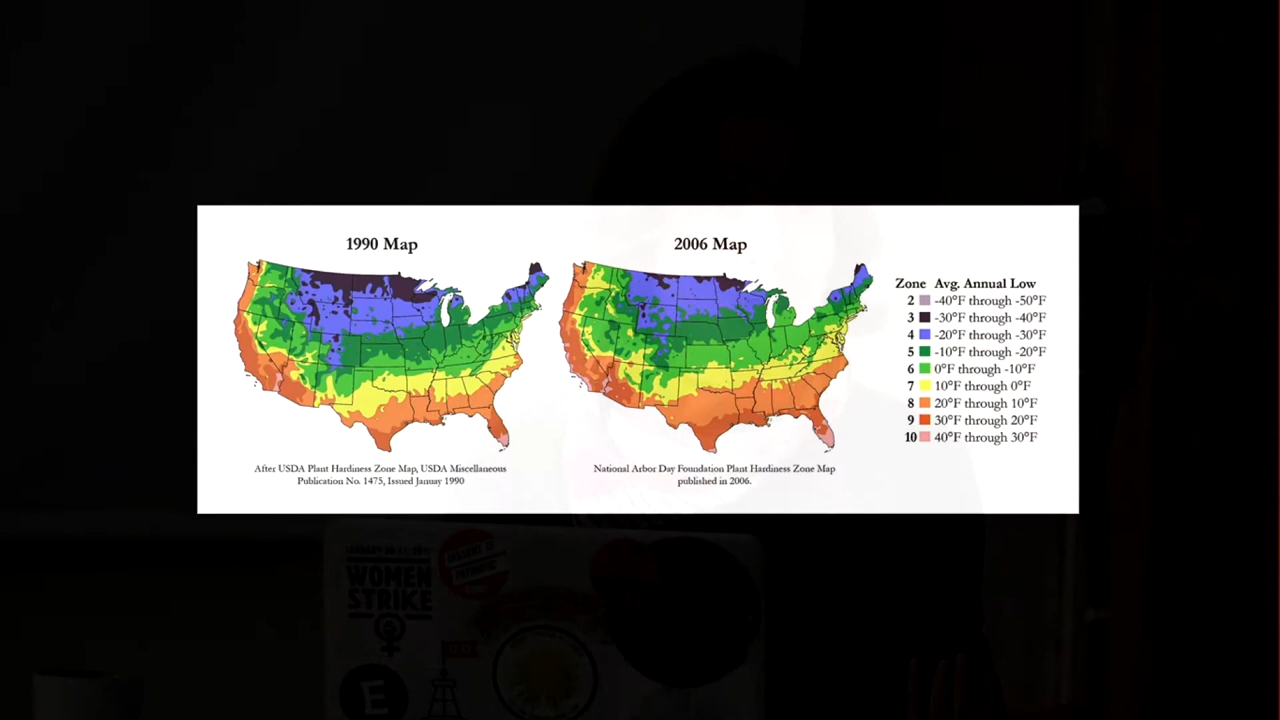 1990 Map
2006 Map
Zone Avg. Annual Low
2 -40°F through -50°F
3 -30°F through -40°F
4 -20°F through -30°F
5 -10°F through -20°F
6 0°F through -10°F
7 10°F through 0°F
8 20°F through 10°F
9 30°F through 20°F
10 40°F through 30°F
After USDA Plant Hardiness Zone Map, USDA Miscellaneous
Publication No. 1475, Issued Januay 1990
National Arbor Day Foundation Plant Hardiness Zone Map
published in 2006.
WOMEN
STRIKE
E